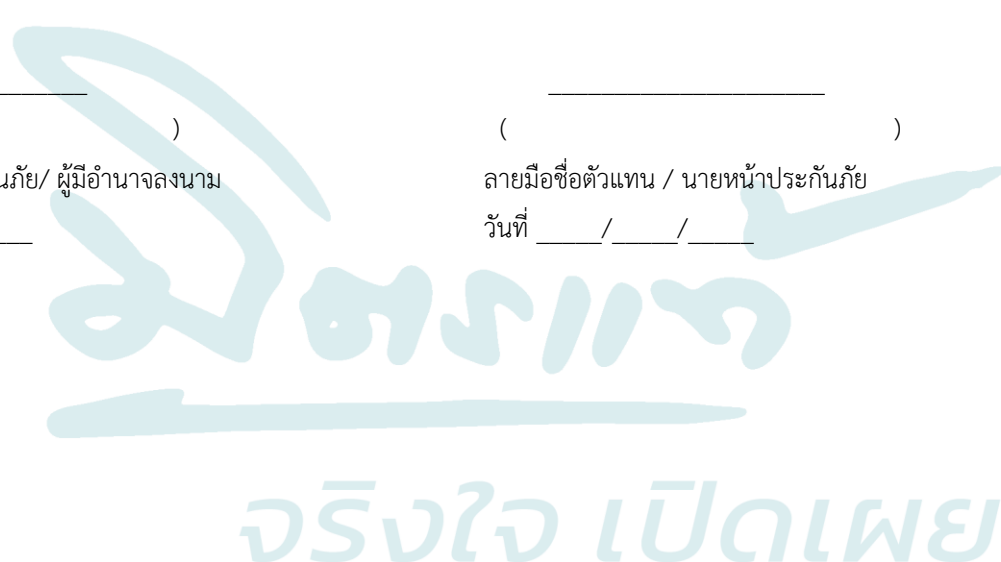 _______ _____________________
) ( )
นภัย/ ผู้มีอำนาจลงนาม ลายมือชื่อตัวแทน / นายหน้าประกันภัย
___ วันที่ _____/_____/_____
มิตรแท้
จริงใจ เปิดเผย